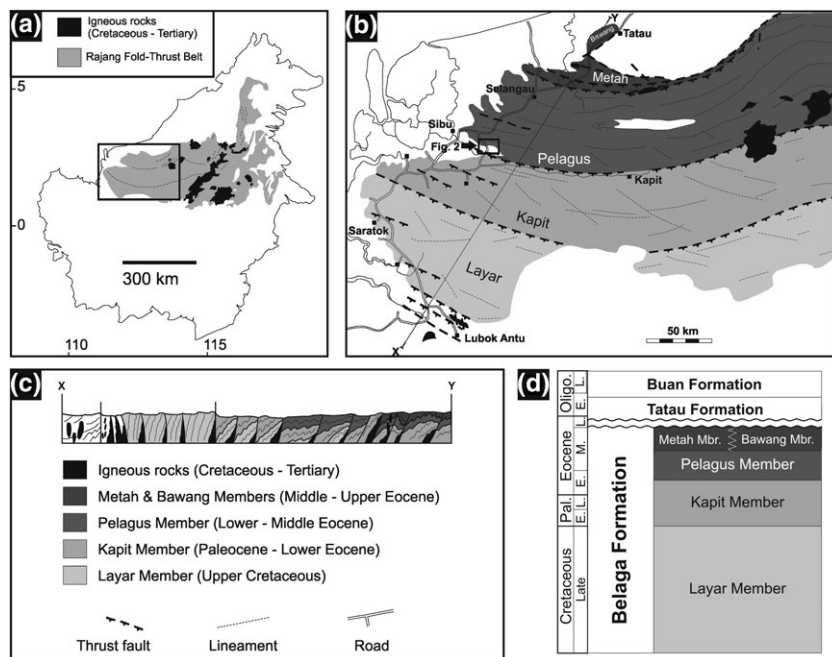 (a)
Igneous rocks
(Cretaceous - Tertiary)
Rajang Fold-Thrust Belt
5
0
300 km
110
115
(b)
Y
Bawang
Tatau
Metah
Selangau
Sibu
Fig. 2
Pelagus
Kapit
Kapit
Saratok
Layar
Lubok Antu
X
50 km
(c)
X
Y
Igneous rocks (Cretaceous - Tertiary)
Metah & Bawang Members (Middle - Upper Eocene)
Pelagus Member (Lower - Middle Eocene)
Kapit Member (Paleocene - Lower Eocene)
Layar Member (Upper Cretaceous)
Thrust fault
Lineament
Road
(d)
Oligo.
L.
E.
Buan Formation
Tatau Formation
Eocene
L.
M.
E.
Metah Mbr.
Bawang Mbr.
Pelagus Member
Pal.
L.
E.
Kapit Member
Cretaceous
Late
Belaga Formation
Layar Member